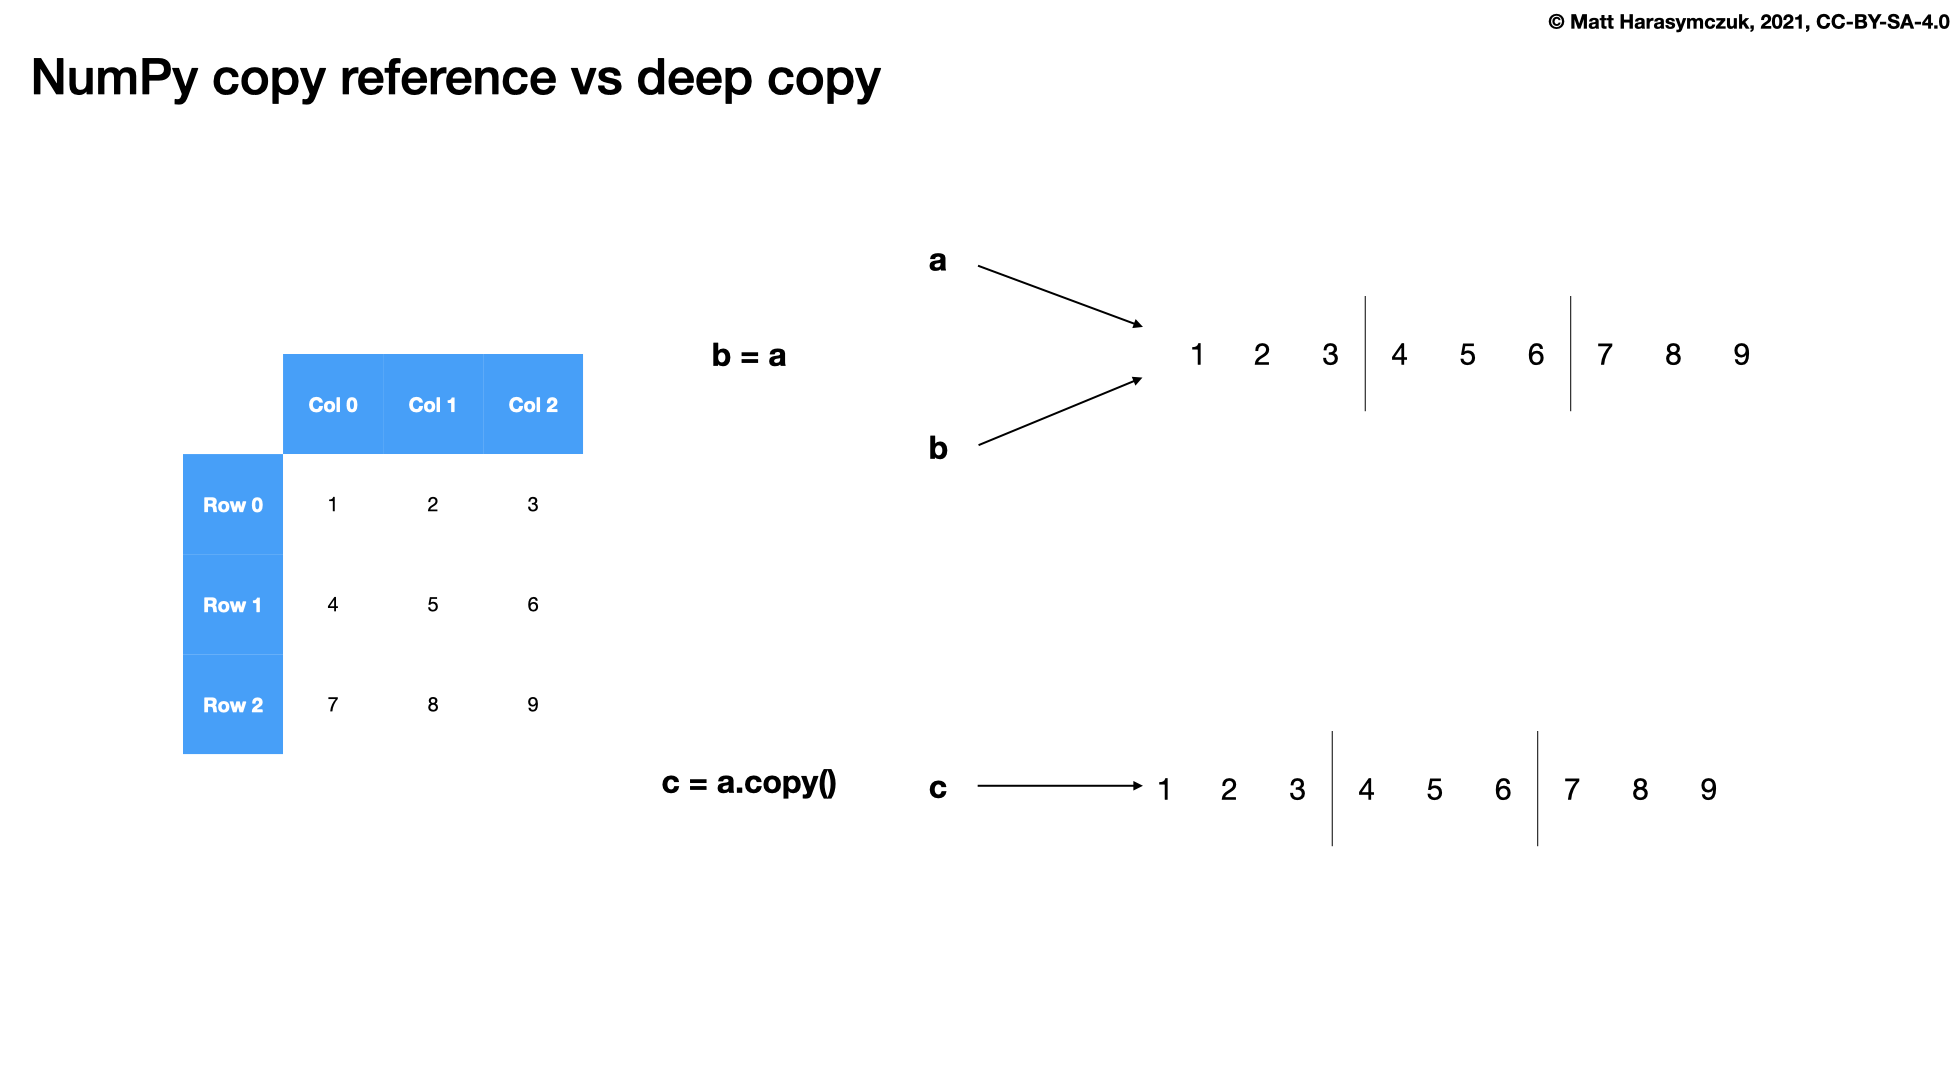 © Matt Harasymczuk, 2021, CC-BY-SA-4.0
NumPy copy reference vs deep copy
Col 0 Col 1 Col 2
Row 0 1 2 3
Row 1 4 5 6
Row 2 7 8 9
b = a
a
b
1 2 3 4 5 6 7 8 9
c = a.copy()
c
1 2 3 4 5 6 7 8 9